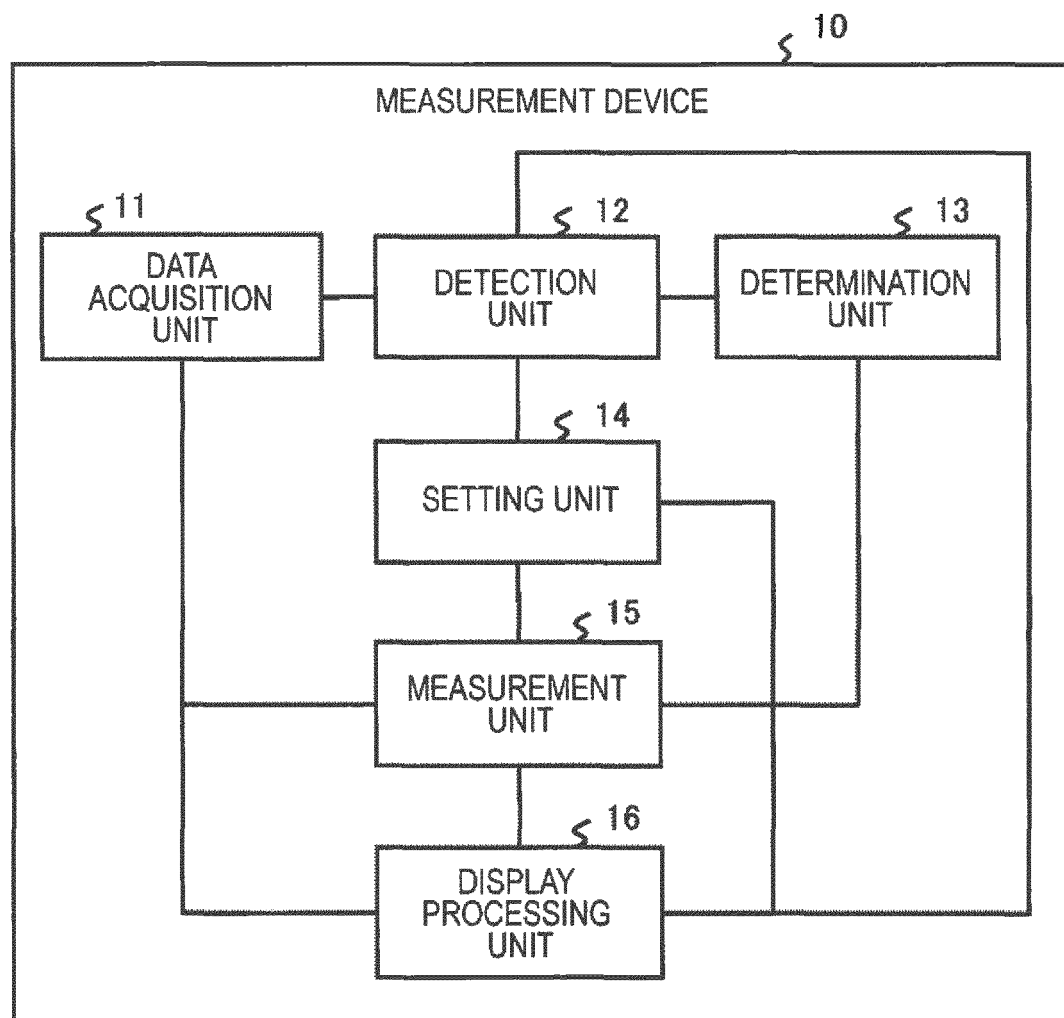 10
MEASUREMENT DEVICE
11
DATA
ACQUISITION
UNIT
12
DETECTION
UNIT
13
DETERMINATION
UNIT
14
SETTING UNIT
15
MEASUREMENT
UNIT
16
DISPLAY
PROCESSING
UNIT